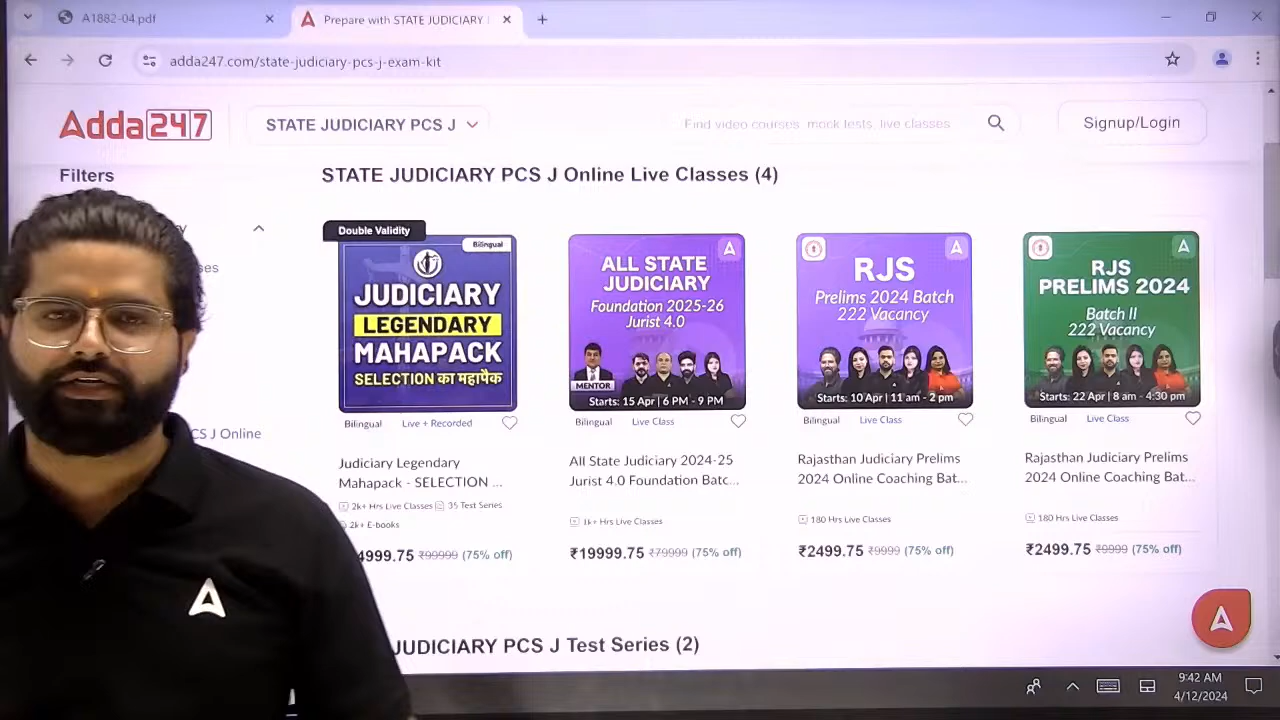 A1882-04.pdf
Prepare with STATE JUDICIARY
adda247.com/state-judiciary-pcs-j-exam-kit
Adda247
STATE JUDICIARY PCS J
Find video courses, mock tests, live classes
Signup/Login
Filters
STATE JUDICIARY PCS J Online Live Classes (4)
CS J Online
Double Validity
Bilingual
JUDICIARY
LEGENDARY
MAHAPACK
SELECTION का महापैक
Bilingual Live + Recorded
Judiciary Legendary
Mahapack - SELECTION ...
2k+ Hrs Live Classes 35 Test Series
2k+ E-books
4999.75 ₹99999 (75% off)
ALL STATE
JUDICIARY
Foundation 2025-26
Jurist 4.0
MENTOR
Starts: 15 Apr | 6 PM - 9 PM
Bilingual Live Class
All State Judiciary 2024-25
Jurist 4.0 Foundation Batc...
1k+ Hrs Live Classes
₹19999.75 ₹79999 (75% off)
RJS
Prelims 2024 Batch
222 Vacancy
Starts: 10 Apr | 11 am - 2 pm
Bilingual Live Class
Rajasthan Judiciary Prelims
2024 Online Coaching Bat...
180 Hrs Live Classes
₹2499.75 ₹9999 (75% off)
RJS
PRELIMS 2024
Batch II
222 Vacancy
Starts: 22 Apr | 8 am - 4:30 pm
Bilingual Live Class
Rajasthan Judiciary Prelims
2024 Online Coaching Bat...
180 Hrs Live Classes
₹2499.75 ₹9999 (75% off)
JUDICIARY PCS J Test Series (2)
9:42 AM
4/12/2024